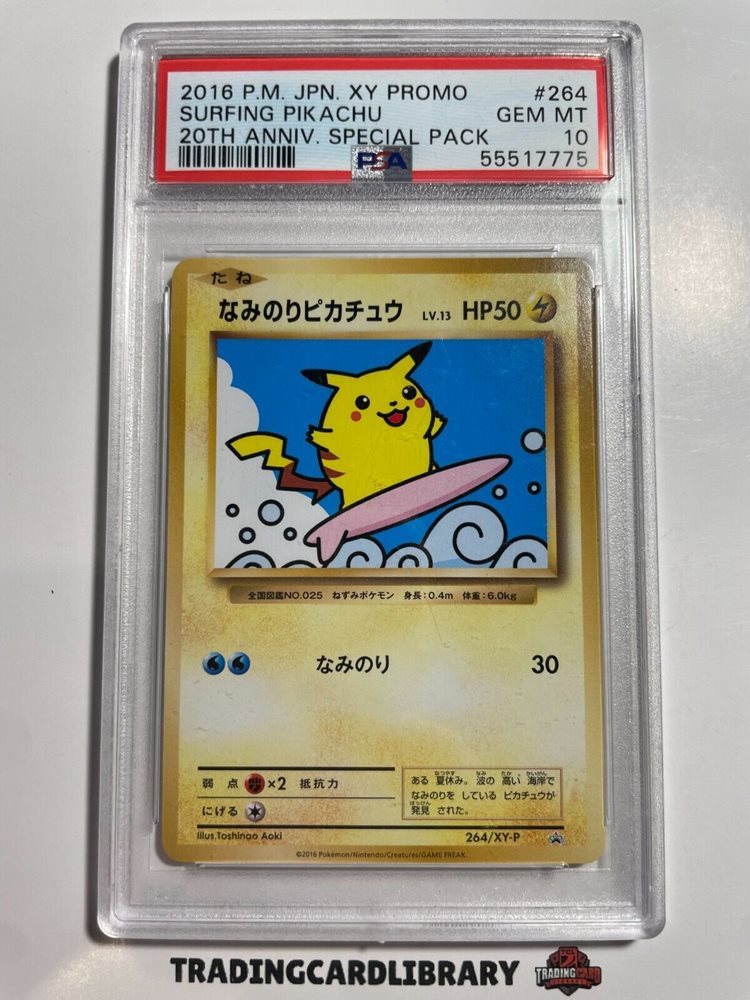 2016 P.M. JPN. XY PROMO #264
SURFING PIKACHU GEM MT
20TH ANNIV. SPECIAL PACK 10
PSA 55517775
たね
なみのりピカチュウ LV.13 HP50
全国図鑑NO.025 ねずみポケモン 身長:0.4m 体重:6.0kg
なみのり 30
弱点 ×2 抵抗力
にげる
ある 夏休み。波の 高い 海岸で
なみのりを している ピカチュウが
発見 された。
Illus.Toshinao Aoki
264/XY-P
©2016 Pokémon/Nintendo/Creatures/GAME FREAK.
TRADINGCARDLIBRARY
TRADING CARD